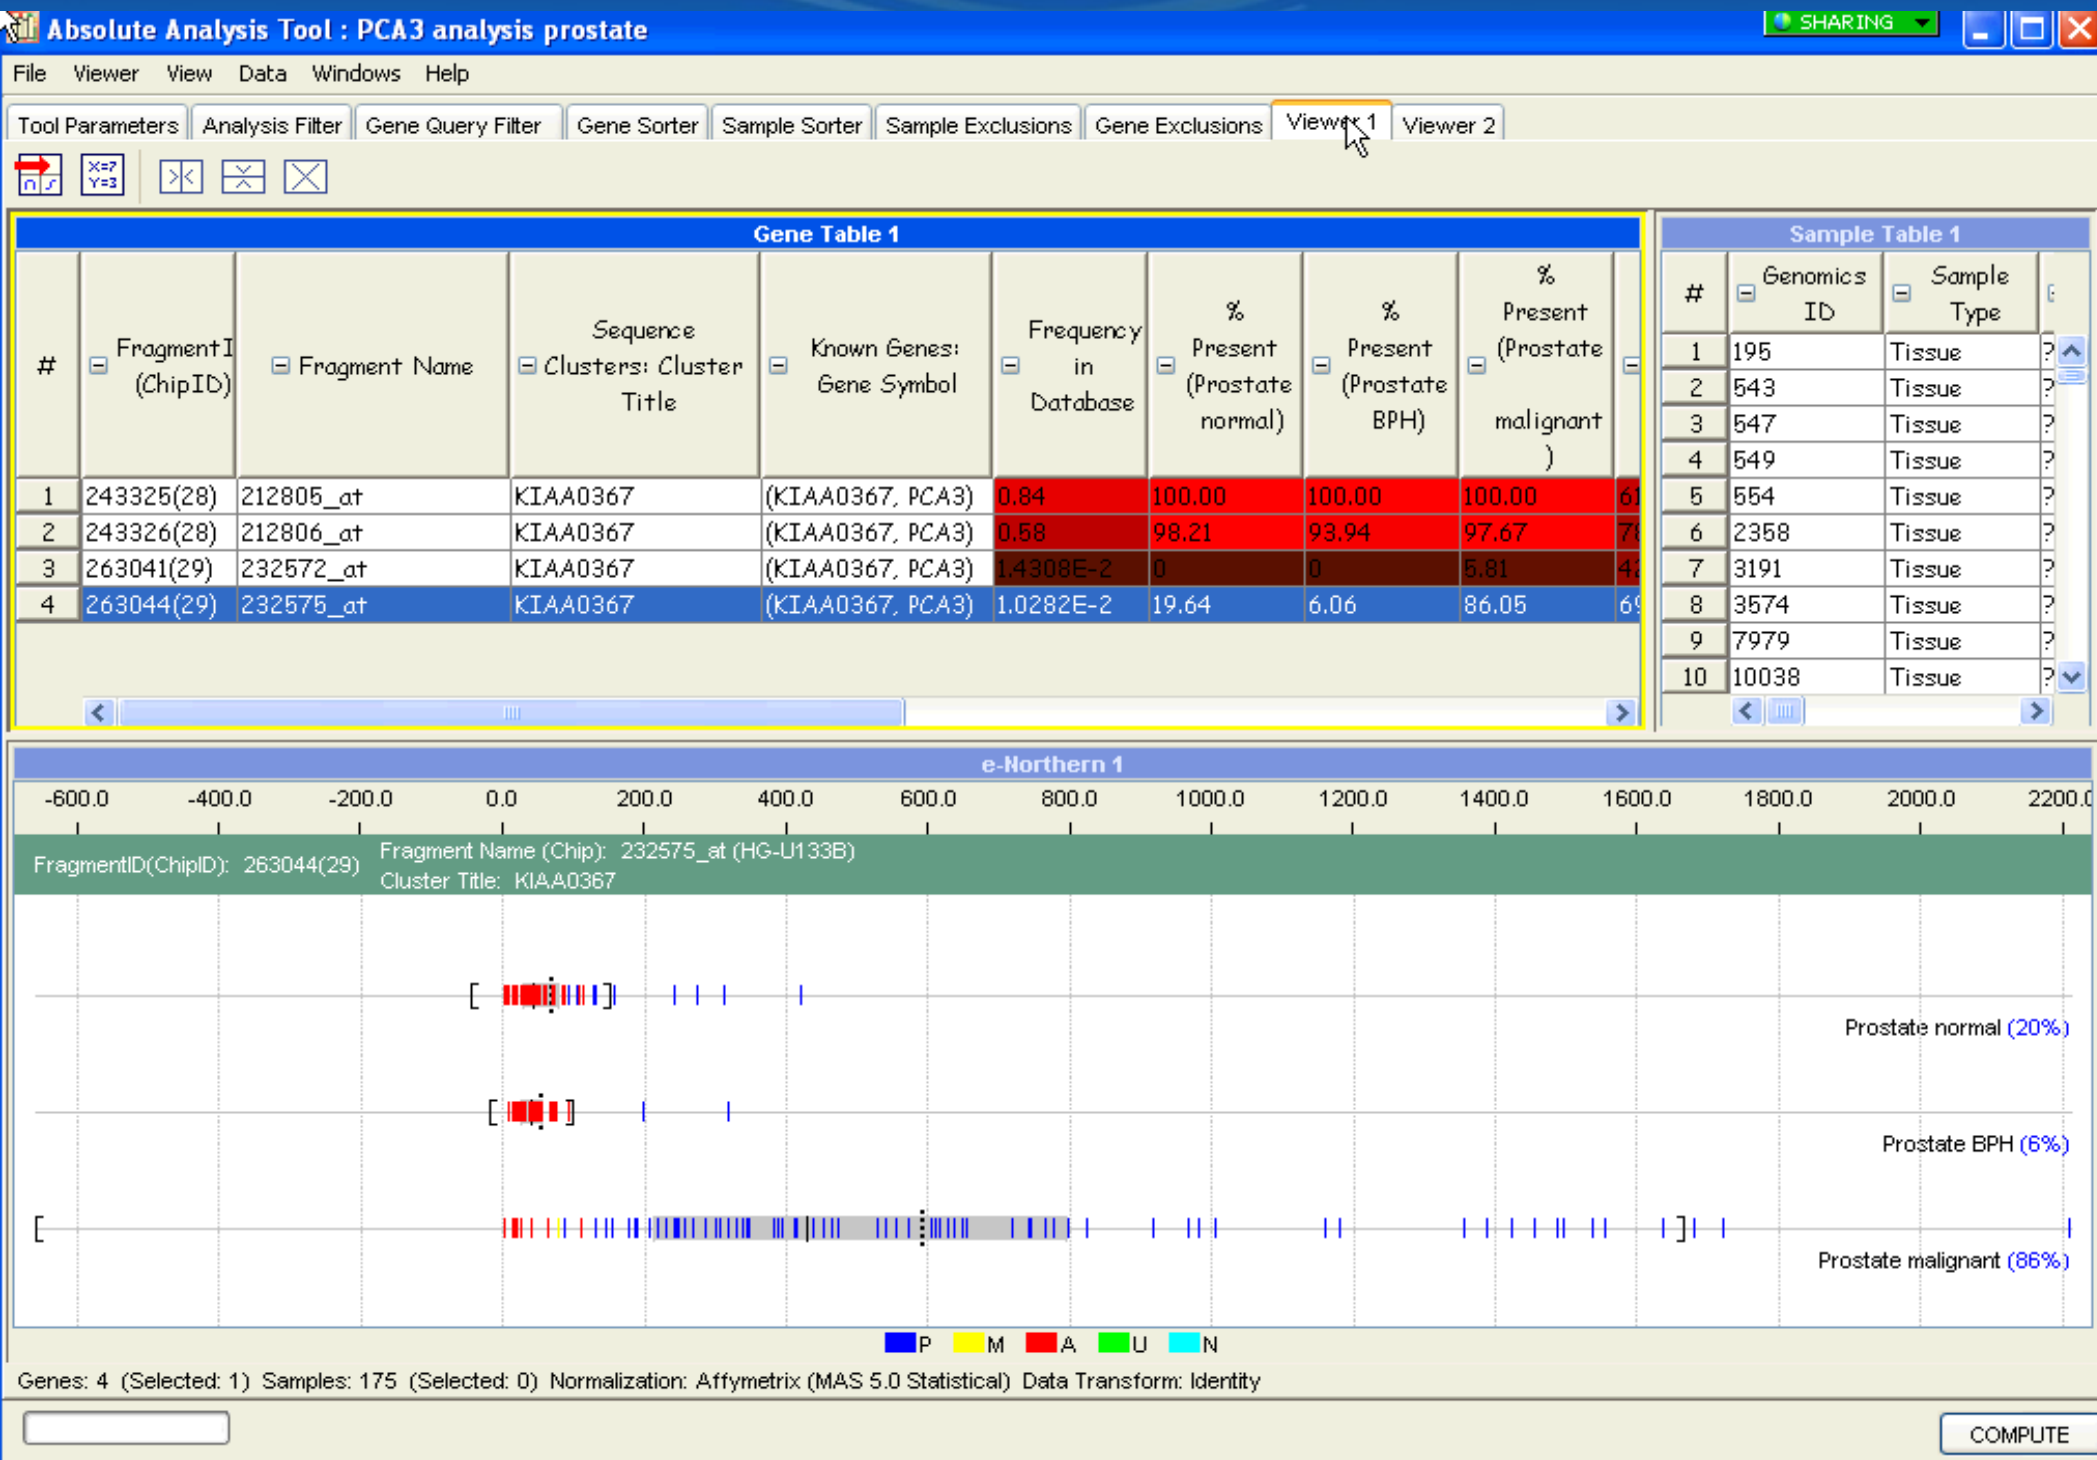 Absolute Analysis Tool : PCA3 analysis prostate
SHARING
File Viewer View Data Windows Help
Tool Parameters Analysis Filter Gene Query Filter Gene Sorter Sample Sorter Sample Exclusions Gene Exclusions Viewer 1 Viewer 2
X=? Y=3
Gene Table 1
# FragmentI (ChipID) Fragment Name Sequence Clusters: Cluster Title Known Genes: Gene Symbol Frequency in Database % Present (Prostate normal) % Present (Prostate BPH) % Present (Prostate malignant )
1 243325(28) 212805_at KIAA0367 (KIAA0367, PCA3) 0.84 100.00 100.00 100.00 61
2 243326(28) 212806_at KIAA0367 (KIAA0367, PCA3) 0.58 98.21 93.94 97.67 78
3 263041(29) 232572_at KIAA0367 (KIAA0367, PCA3) 1.4308E-2 0 0 5.81 42
4 263044(29) 232575_at KIAA0367 (KIAA0367, PCA3) 1.0282E-2 19.64 6.06 86.05 69
Sample Table 1
# Genomics ID Sample Type
1 195 Tissue ?
2 543 Tissue ?
3 547 Tissue ?
4 549 Tissue ?
5 554 Tissue ?
6 2358 Tissue ?
7 3191 Tissue ?
8 3574 Tissue ?
9 7979 Tissue ?
10 10038 Tissue ?
e-Northern 1
-600.0 -400.0 -200.0 0.0 200.0 400.0 600.0 800.0 1000.0 1200.0 1400.0 1600.0 1800.0 2000.0 2200.0
FragmentID(ChipID): 263044(29)
Fragment Name (Chip): 232575_at (HG-U133B)
Cluster Title: KIAA0367
Prostate normal (20%)
Prostate BPH (6%)
Prostate malignant (86%)
P M A U N
Genes: 4 (Selected: 1) Samples: 175 (Selected: 0) Normalization: Affymetrix (MAS 5.0 Statistical) Data Transform: Identity
COMPUTE